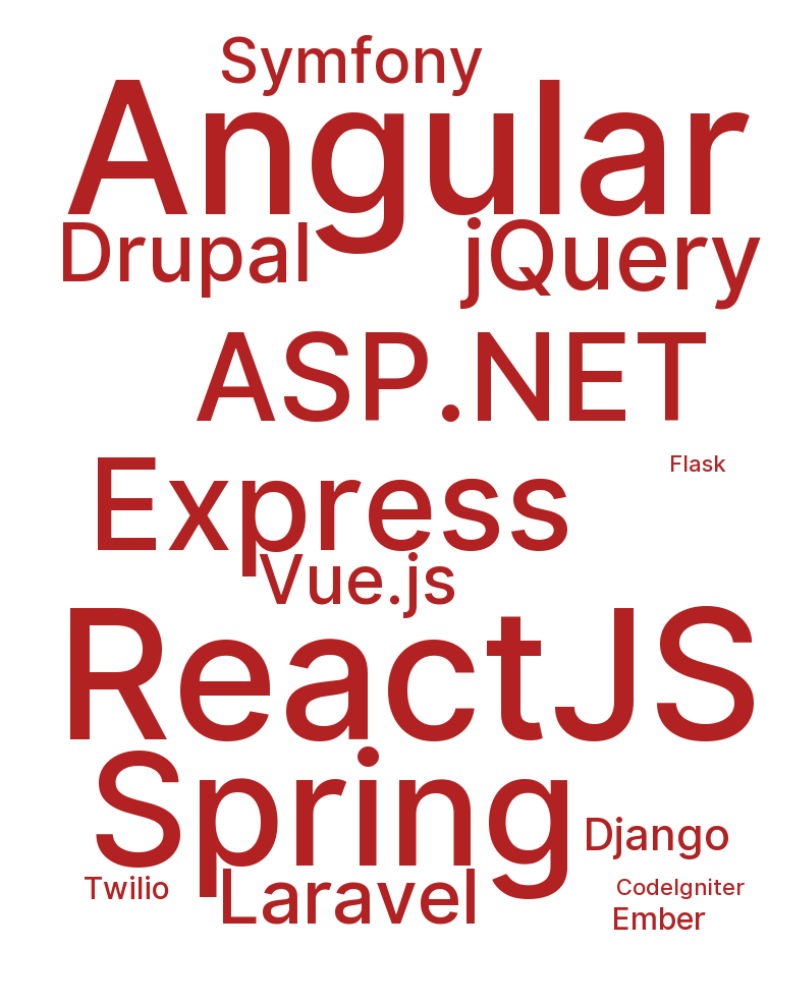 Symfony
Angular
Drupal
jQuery
ASP.NET
Flask
Express
Vue.js
ReactJS
Spring
Django
Twilio
Laravel
CodeIgniter
Ember